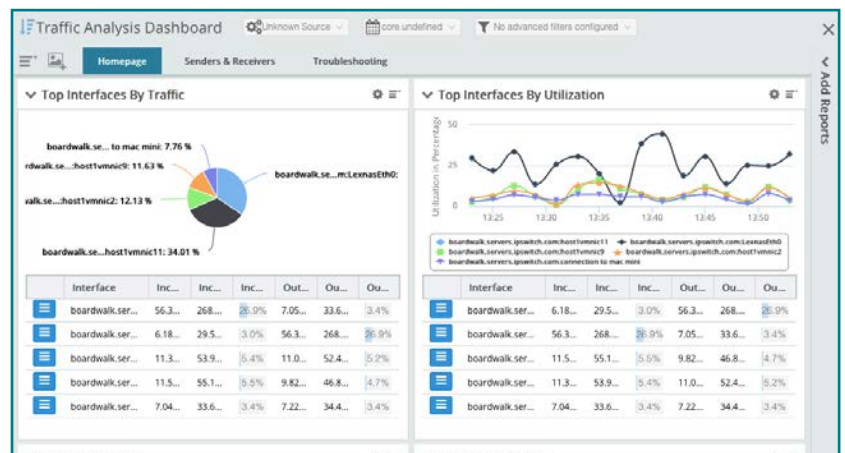 Traffic Analysis Dashboard Unknown Source core.undefined No advanced filters configured
Homepage Senders & Receivers Troubleshooting
Add Reports
Top Interfaces By Traffic
boardwalk.se... to mac mini: 7.76 %
rdwalk.se...:host1vmnic9: 11.63 %
boardwalk.se...m:LexnasEth0:
alk.se...:host1vmnic2: 12.13 %
boardwalk.se...host1vmnic11: 34.01 %
Interface Inc... Inc... Inc... Out... Ou... Ou...
boardwalk.ser... 56.3... 268.... 26.9% 7.05... 33.6... 3.4%
boardwalk.ser... 6.18... 29.5... 3.0% 56.3... 268.... 26.9%
boardwalk.ser... 11.3... 53.9... 5.4% 11.0... 52.4... 5.2%
boardwalk.ser... 11.5... 55.1... 5.5% 9.82... 46.8... 4.7%
boardwalk.ser... 7.04... 33.6... 3.4% 7.22... 34.4... 3.4%
Top Interfaces By Utilization
Utilization in Percentage
50
25
0
13:25 13:30 13:35 13:40 13:45 13:50
boardwalk.servers.ipswitch.com:host1vmnic11 boardwalk.servers.ipswitch.com:LexnasEth0
boardwalk.servers.ipswitch.com:host1vmnic9 boardwalk.servers.ipswitch.com:host1vmnic2
boardwalk.servers.ipswitch.com:connection to mac mini
Interface Inc... Inc... Inc... Out... Ou... Ou...
boardwalk.ser... 6.18... 29.5... 3.0% 56.3... 268.... 26.9%
boardwalk.ser... 56.3... 268.... 26.9% 7.05... 33.6... 3.4%
boardwalk.ser... 11.5... 55.1... 5.5% 9.82... 46.8... 4.7%
boardwalk.ser... 11.3... 53.9... 5.4% 11.0... 52.4... 5.2%
boardwalk.ser... 7.04... 33.6... 3.4% 7.22... 34.4... 3.4%